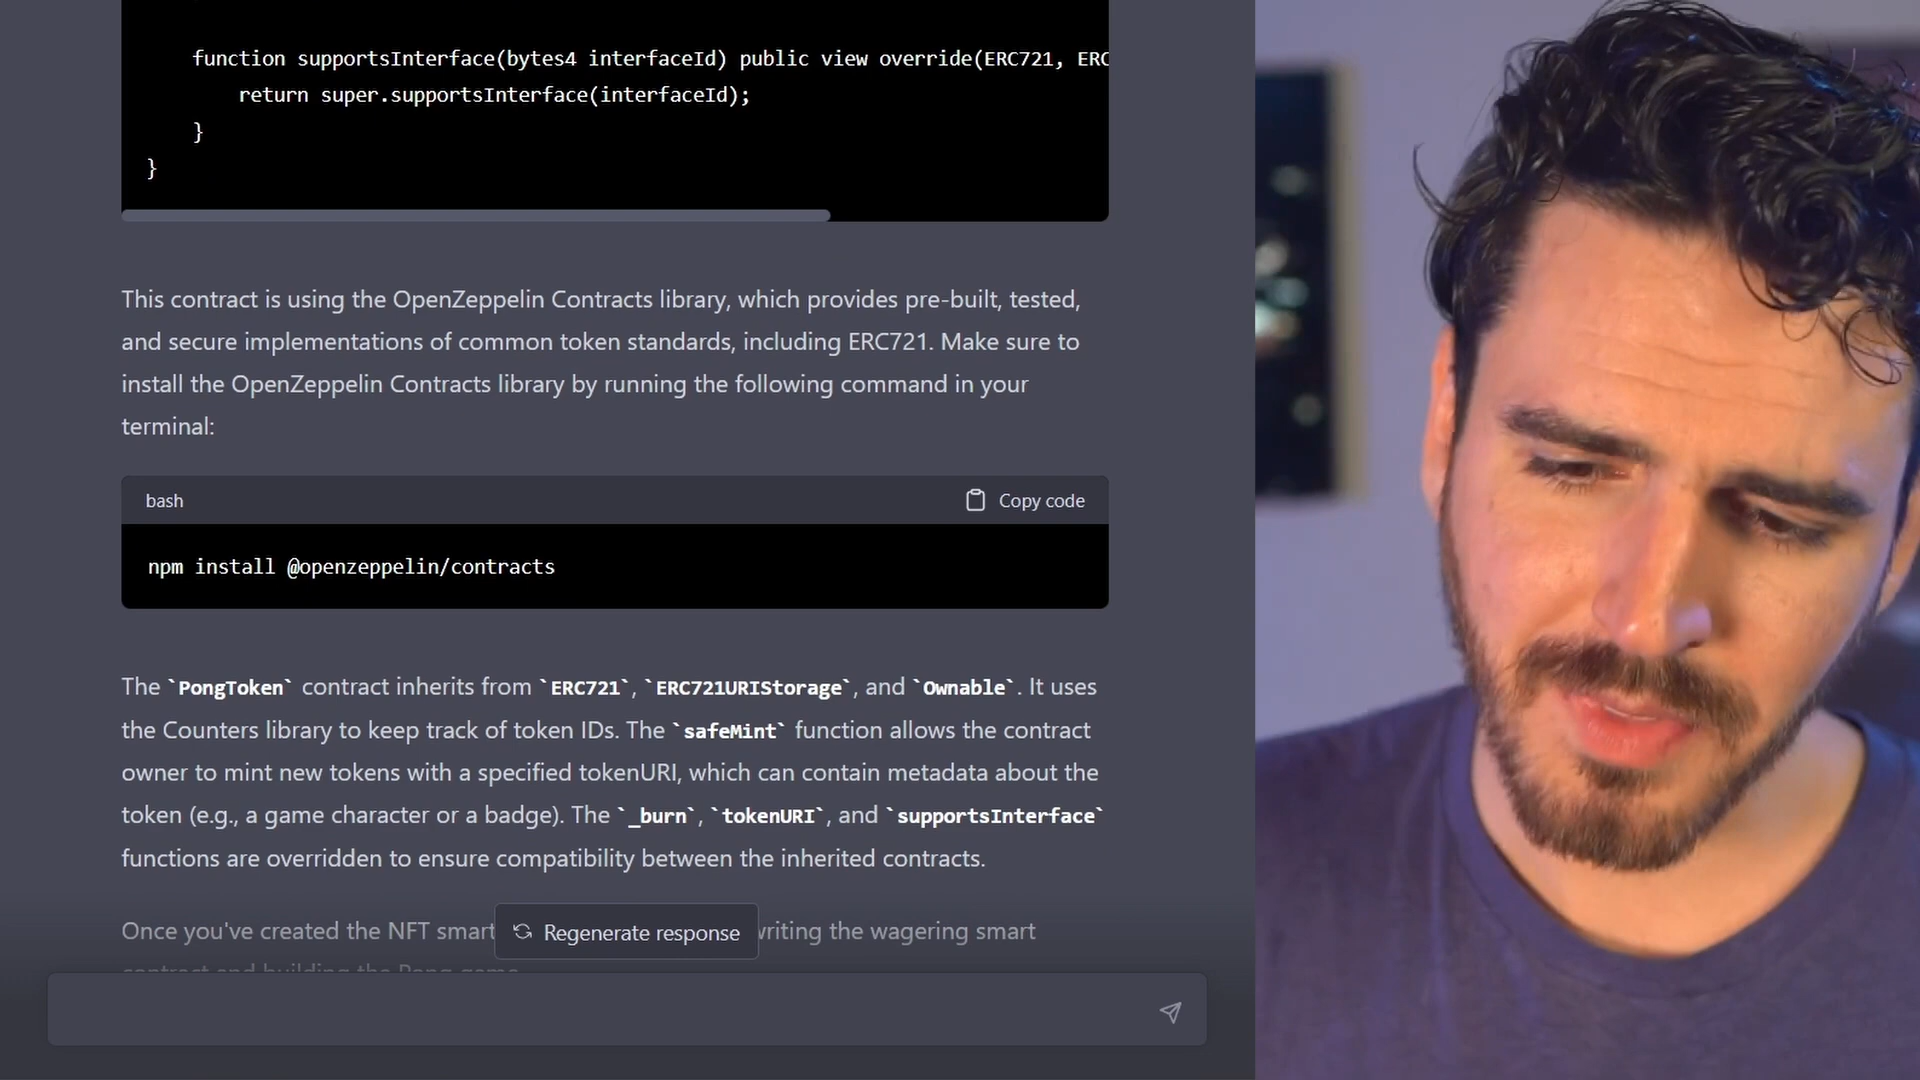 function supportsInterface(bytes4 interfaceId) public view override(ERC721, ERC
return super.supportsInterface(interfaceId);
}
}
This contract is using the OpenZeppelin Contracts library, which provides pre-built, tested,
and secure implementations of common token standards, including ERC721. Make sure to
install the OpenZeppelin Contracts library by running the following command in your
terminal:
bash
Copy code
npm install @openzeppelin/contracts
The `PongToken` contract inherits from `ERC721`, `ERC721URIStorage`, and `Ownable`. It uses
the Counters library to keep track of token IDs. The `safeMint` function allows the contract
owner to mint new tokens with a specified tokenURI, which can contain metadata about the
token (e.g., a game character or a badge). The `_burn`, `tokenURI`, and `supportsInterface`
functions are overridden to ensure compatibility between the inherited contracts.
Once you've created the NFT smart writing the wagering smart
Regenerate response
contract and building the Pong game